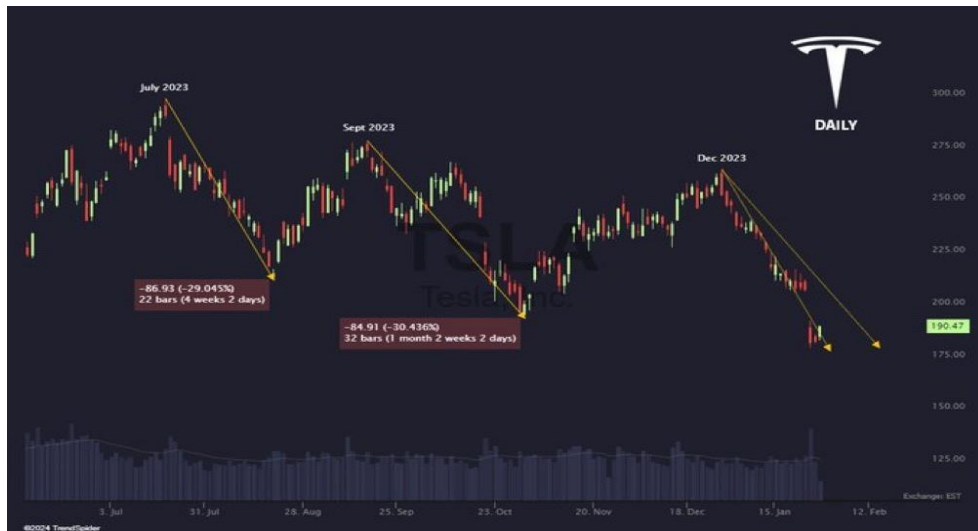 DAILY
July 2023
Sept 2023
Dec 2023
300.00
275.00
250.00
225.00
200.00
190.47
175.00
150.00
125.00
TSLA
Tesla, Inc.
−86.93 (−29.045%)
22 bars (4 weeks 2 days)
−84.91 (−30.436%)
32 bars (1 month 2 weeks 2 days)
Exchange: EST
3. Jul
31. Jul
28. Aug
25. Sep
23. Oct
20. Nov
18. Dec
15. Jan
12. Feb
©2024 TrendSpider